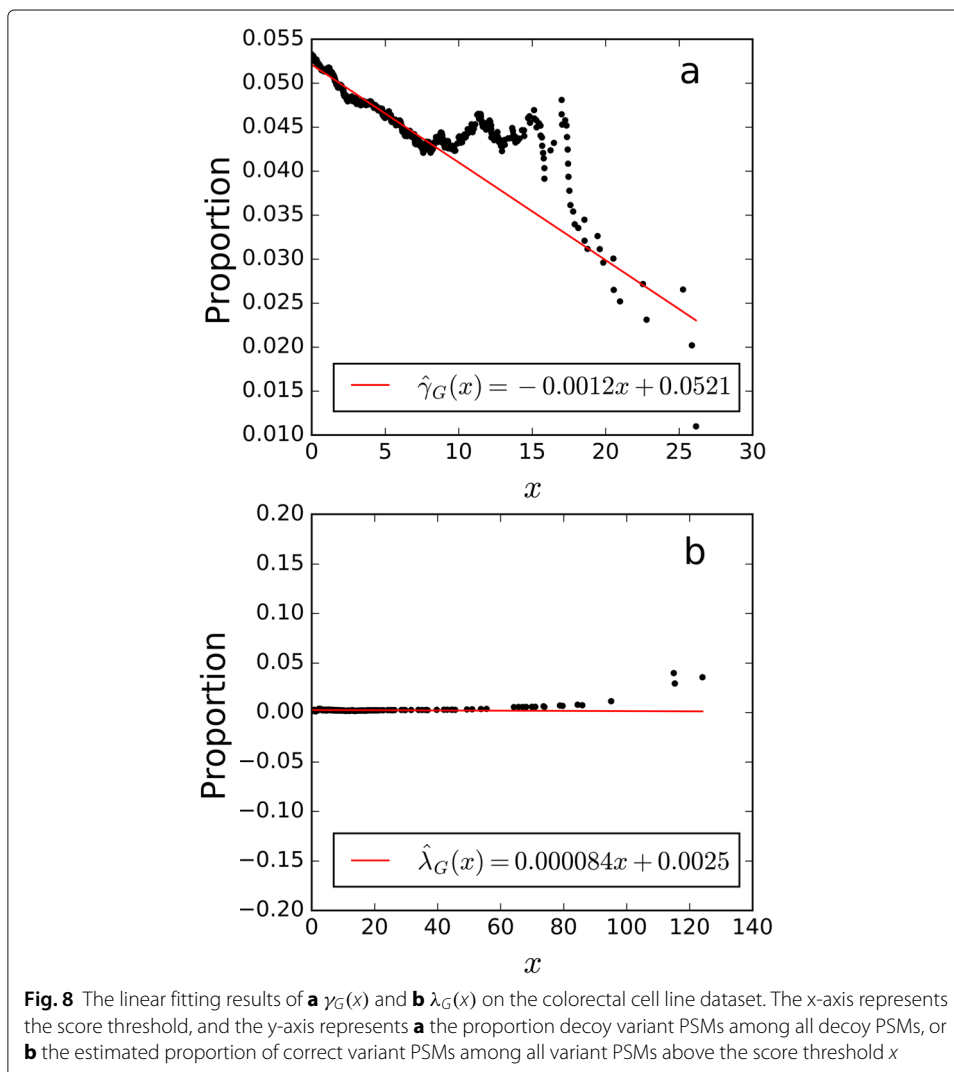 0.055
0.050
0.045
0.040
0.035
0.030
0.025
0.020
0.015
0.010
Proportion
a
γ̂_G(x) = − 0.0012x + 0.0521
0 5 10 15 20 25 30
x
0.20
0.15
0.10
0.05
0.00
−0.05
−0.10
−0.15
−0.20
Proportion
b
λ̂_G(x) = 0.000084x + 0.0025
0 20 40 60 80 100 120 140
x
Fig. 8 The linear fitting results of a γ_G(x) and b λ_G(x) on the colorectal cell line dataset. The x-axis represents
the score threshold, and the y-axis represents a the proportion decoy variant PSMs among all decoy PSMs, or
b the estimated proportion of correct variant PSMs among all variant PSMs above the score threshold x